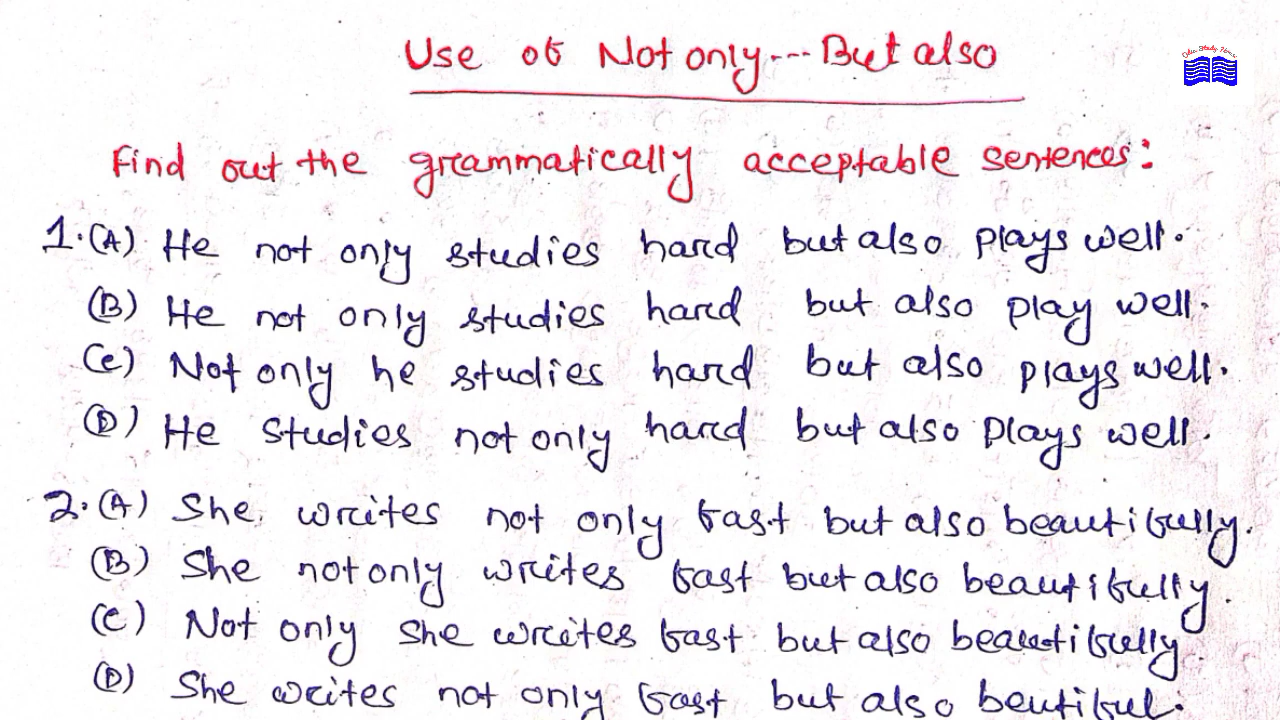 Use of Not only---But also
Find out the grammatically acceptable sentences:
1. (A) He not only studies hard but also plays well.
(B) He not only studies hard but also play well.
(C) Not only he studies hard but also plays well.
(D) He studies not only hard but also plays well.
2. (A) She writes not only fast but also beautifully.
(B) She not only writes fast but also beautifully.
(C) Not only she writes fast but also beautifully.
(D) She writes not only fast but also beutiful.